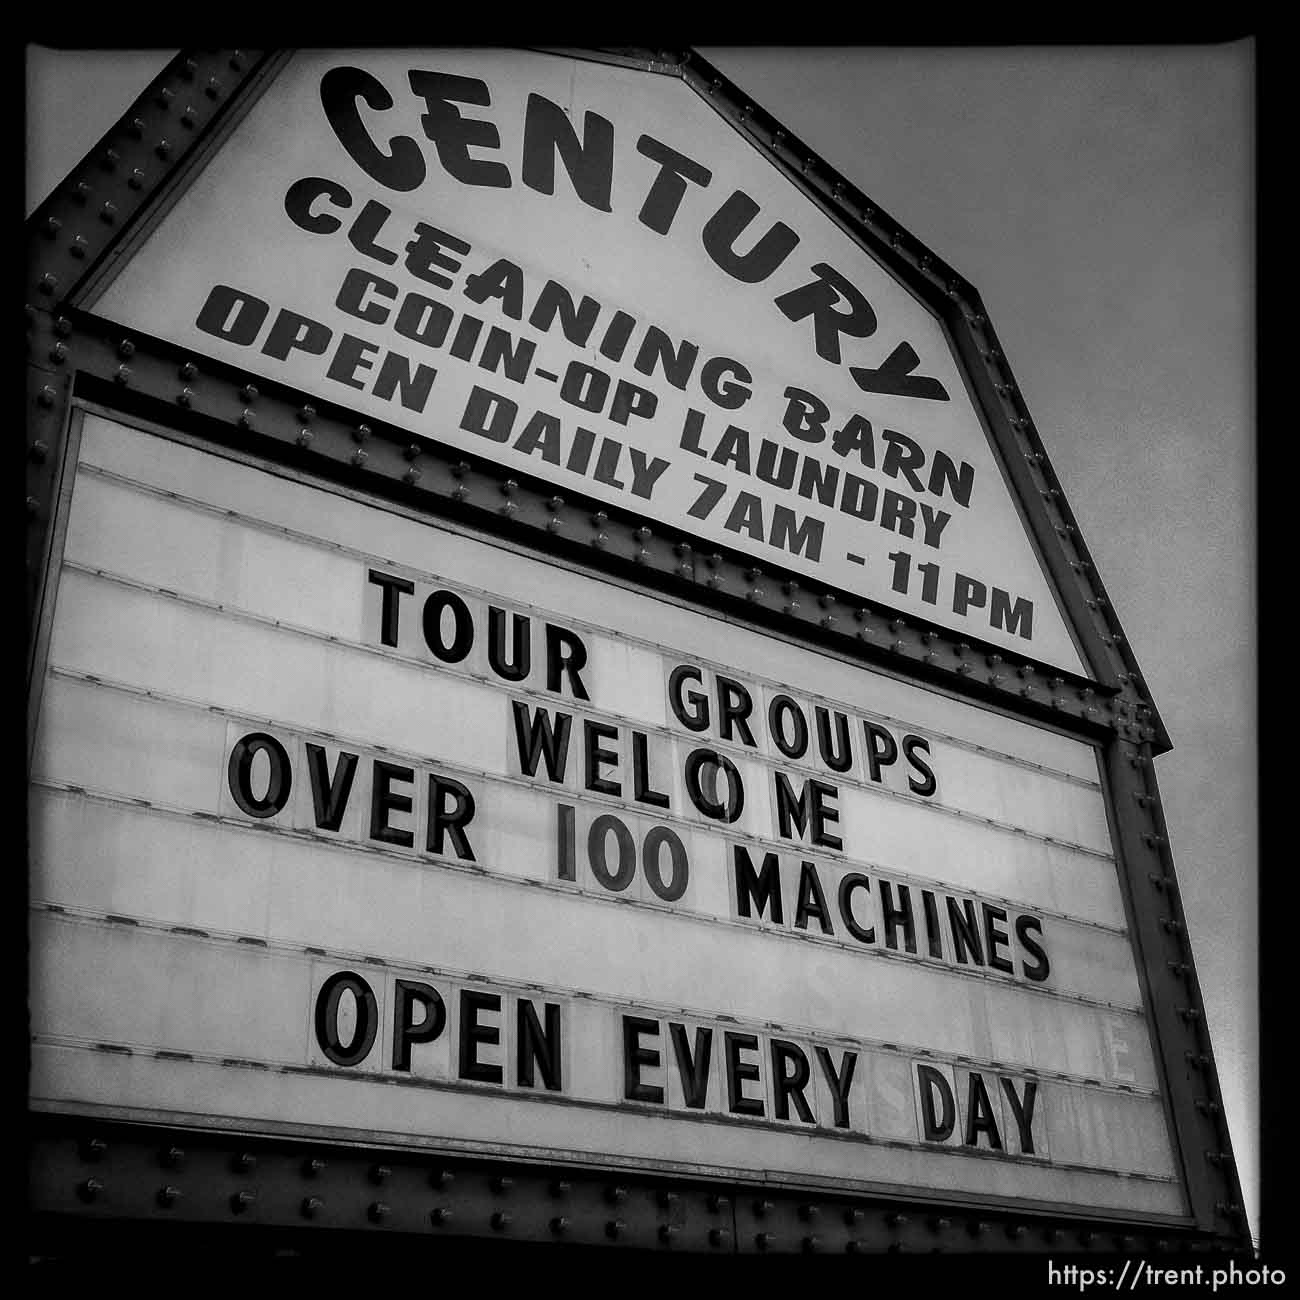 CENTURY
CLEANING BARN
COIN-OP LAUNDRY
OPEN DAILY 7AM - 11PM
TOUR GROUPS
WELCOME
OVER 100 MACHINES
OPEN EVERY DAY
https://trent.photo